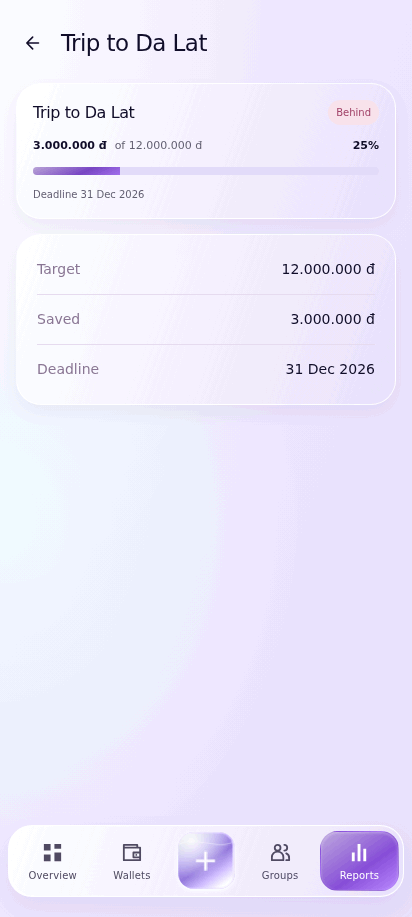 Trip to Da Lat
Trip to Da Lat Behind
3.000.000 đ of 12.000.000 đ 25%
Deadline 31 Dec 2026
Target 12.000.000 đ
Saved 3.000.000 đ
Deadline 31 Dec 2026
Overview Wallets Groups Reports